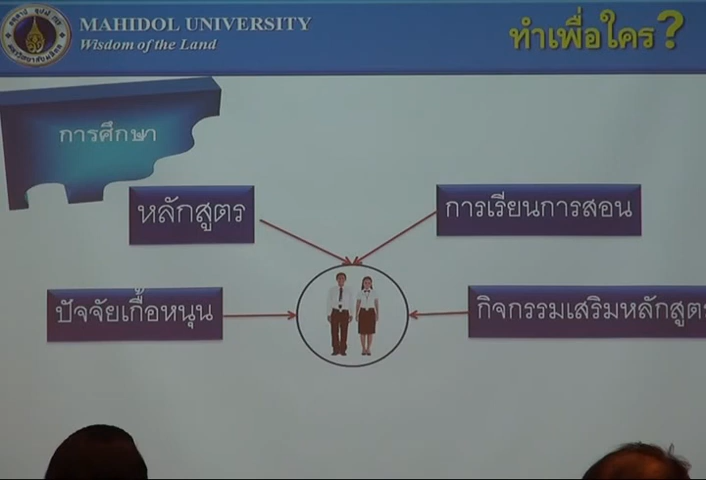 MAHIDOL UNIVERSITY
Wisdom of the Land
ทำเพื่อใคร?
การศึกษา
หลักสูตร
การเรียนการสอน
ปัจจัยเกื้อหนุน
กิจกรรมเสริมหลักสูตร